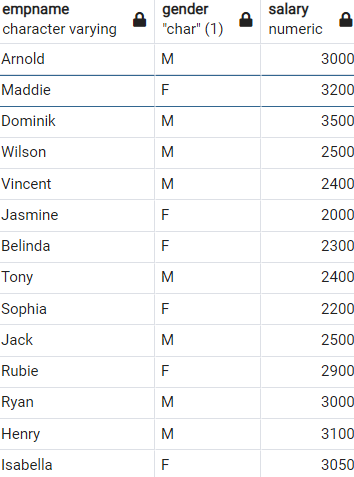 empname gender salary
character varying "char" (1) numeric
Arnold M 3000
Maddie F 3200
Dominik M 3500
Wilson M 2500
Vincent M 2400
Jasmine F 2000
Belinda F 2300
Tony M 2400
Sophia F 2200
Jack M 2500
Rubie F 2900
Ryan M 3000
Henry M 3100
Isabella F 3050